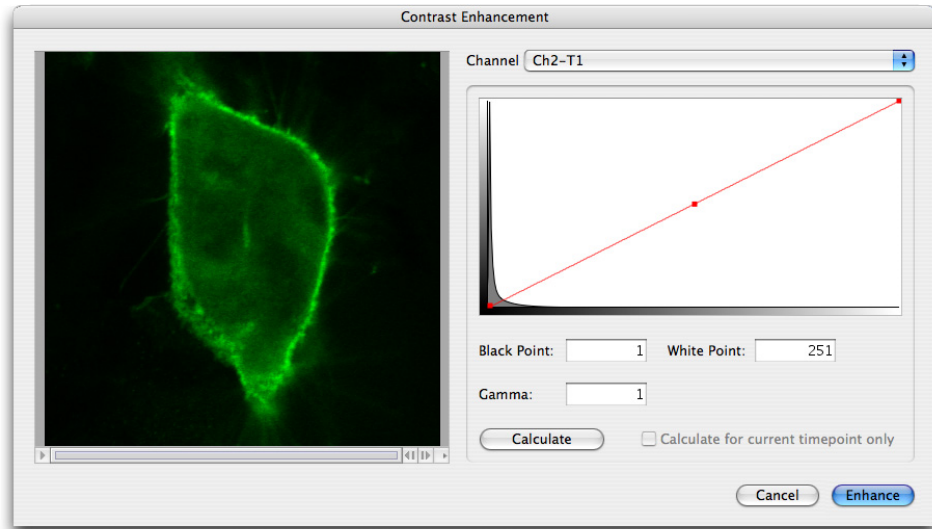 Contrast Enhancement
Channel Ch2-T1
Black Point: 1 White Point: 251
Gamma: 1
Calculate Calculate for current timepoint only
Cancel Enhance